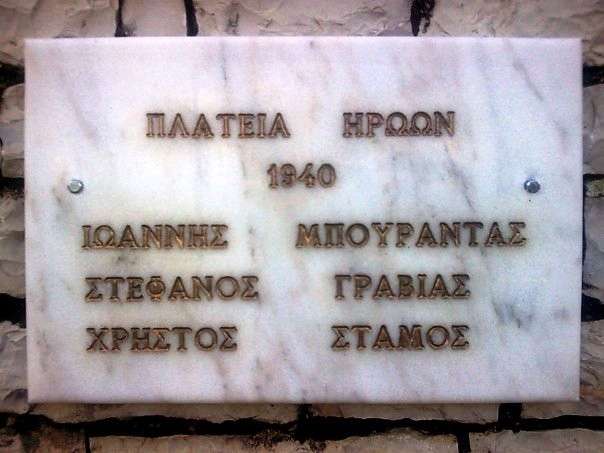 ΠΛΑΤΕΙΑ ΗΡΩΩΝ
1940
ΙΩΑΝΝΗΣ ΜΠΟΥΡΑΝΤΑΣ
ΣΤΕΦΑΝΟΣ ΓΡΑΒΙΑΣ
ΧΡΗΣΤΟΣ ΣΤΑΜΟΣ